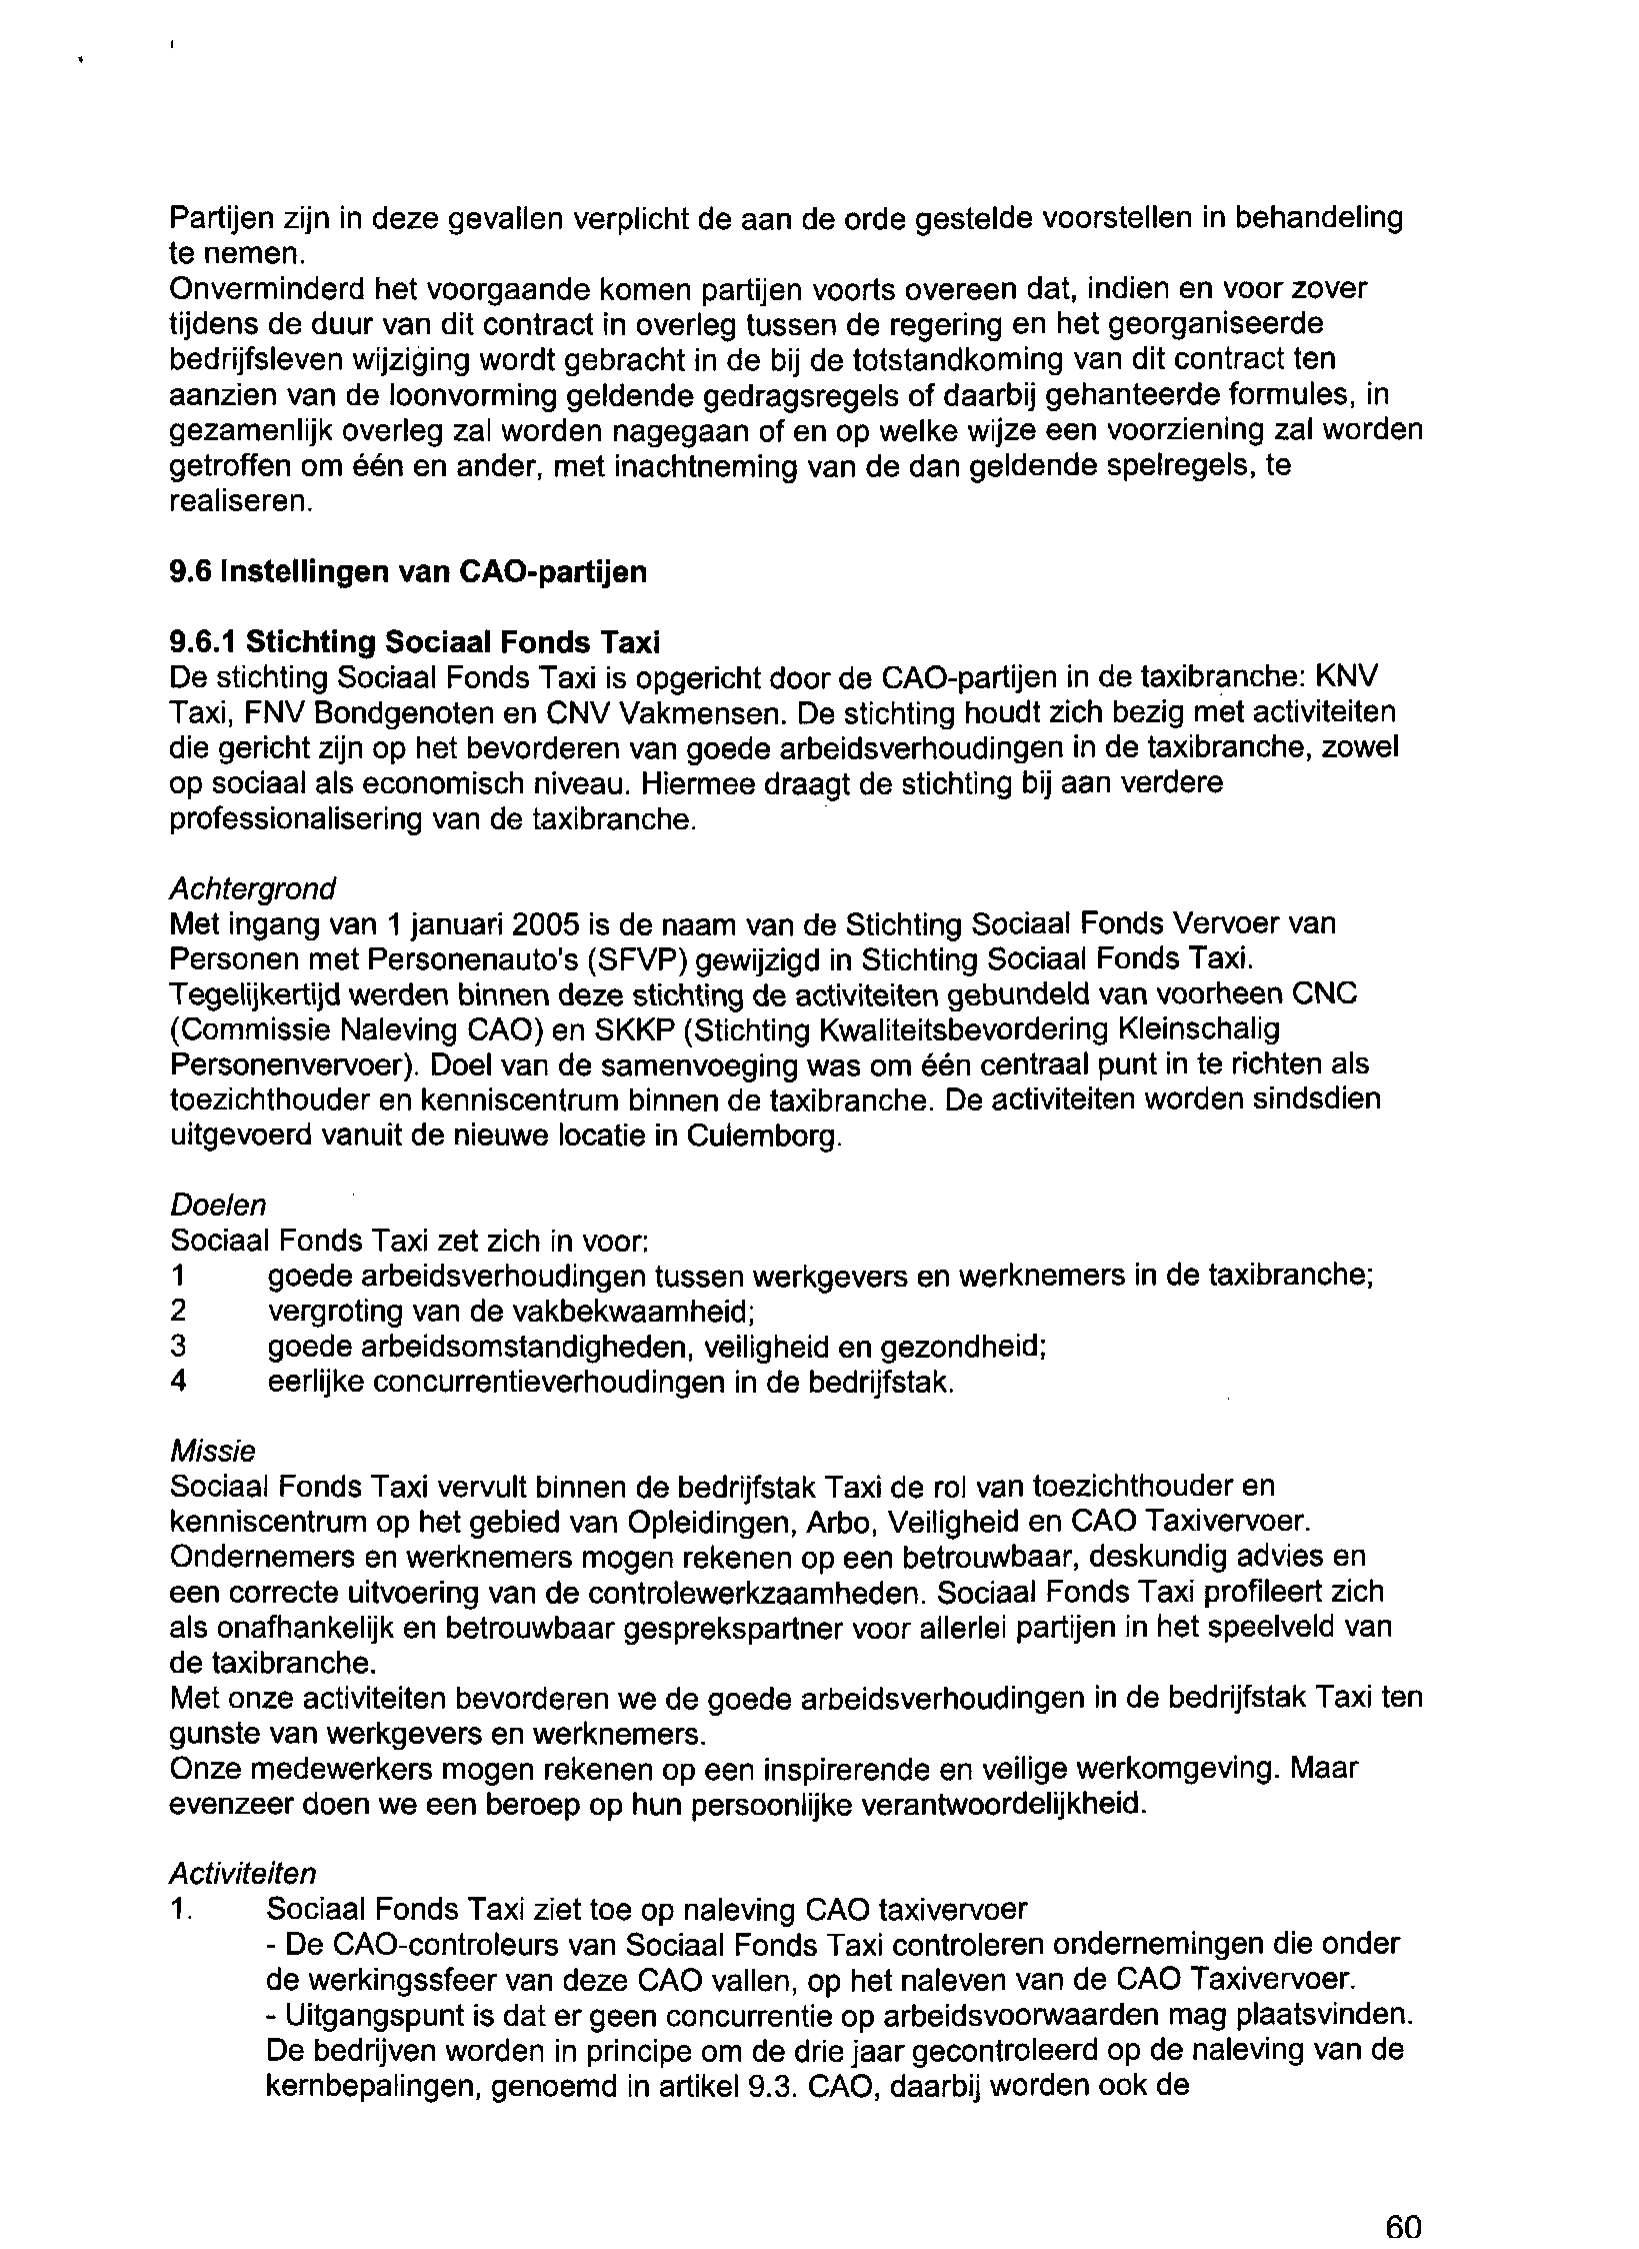 Partijen zijn in deze gevallen verplicht de aan de orde gestelde voorstellen in behandeling
te nemen.
Onverminderd het voorgaande komen partijen voorts overeen dat, indien en voor zover
tijdens de duur van dit contract in overleg tussen de regering en het georganiseerde
bedrijfsleven wijziging wordt gebracht in de bij de totstandkoming van dit contract ten
aanzien van de loonvorming geldende gedragsregels of daarbij gehanteerde formules, in
gezamenlijk overleg zal worden nagegaan of en op welke wijze een voorziening zal worden
getroffen om één en ander, met inachtneming van de dan geldende spelregels, te
realiseren.
9.6 Instellingen van CAO-partijen
9.6.1 Stichting Sociaal Fonds Taxi
De stichting Sociaal Fonds Taxi is opgericht door de CAO-partijen in de taxibranche: KNV
Taxi, FNV Bondgenoten en CNV Vakmensen. De stichting houdt zich bezig met activiteiten
die gericht zijn op het bevorderen van goede arbeidsverhoudingen in de taxibranche, zowel
op sociaal als economisch niveau. Hiermee draagt de stichting bij aan verdere
professionalisering van de taxibranche.
Achtergrond
Met ingang van 1 januari 2005 is de naam van de Stichting Sociaal Fonds Vervoer van
Personen met Personenauto's (SFVP) gewijzigd in Stichting Sociaal Fonds Taxi.
Tegelijkertijd werden binnen deze stichting de activiteiten gebundeld van voorheen CNC
(Commissie Naleving CAO) en SKKP (Stichting Kwaliteitsbevordering Kleinschalig
Personenvervoer). Doel van de samenvoeging was om één centraal punt in te richten als
toezichthouder en kenniscentrum binnen de taxibranche. De activiteiten worden sindsdien
uitgevoerd vanuit de nieuwe locatie in Culemborg.
Doelen
Sociaal Fonds Taxi zet zich in voor:
1 goede arbeidsverhoudingen tussen werkgevers en werknemers in de taxibranche;
2 vergroting van de vakbekwaamheid;
3 goede arbeidsomstandigheden, veiligheid en gezondheid;
4 eerlijke concurrentieverhoudingen in de bedrijfstak.
Missie
Sociaal Fonds Taxi vervult binnen de bedrijfstak Taxi de rol van toezichthouder en
kenniscentrum op het gebied van Opleidingen, Arbo, Veiligheid en CAO Taxivervoer.
Ondernemers en werknemers mogen rekenen op een betrouwbaar, deskundig advies en
een correcte uitvoering van de controlewerkzaamheden. Sociaal Fonds Taxi profileert zich
als onafhankelijk en betrouwbaar gesprekspartner voor allerlei partijen in het speelveld van
de taxibranche.
Met onze activiteiten bevorderen we de goede arbeidsverhoudingen in de bedrijfstak Taxi ten
gunste van werkgevers en werknemers.
Onze medewerkers mogen rekenen op een inspirerende en veilige werkomgeving. Maar
evenzeer doen we een beroep op hun persoonlijke verantwoordelijkheid.
Activiteiten
1. Sociaal Fonds Taxi ziet toe op naleving CAO taxivervoer
- De CAO-controleurs van Sociaal Fonds Taxi controleren ondernemingen die onder
de werkingssfeer van deze CAO vallen, op het naleven van de CAO Taxivervoer.
- Uitgangspunt is dat er geen concurrentie op arbeidsvoorwaarden mag plaatsvinden.
De bedrijven worden in principe om de drie jaar gecontroleerd op de naleving van de
kernbepalingen, genoemd in artikel 9.3. CAO, daarbij worden ook de
60